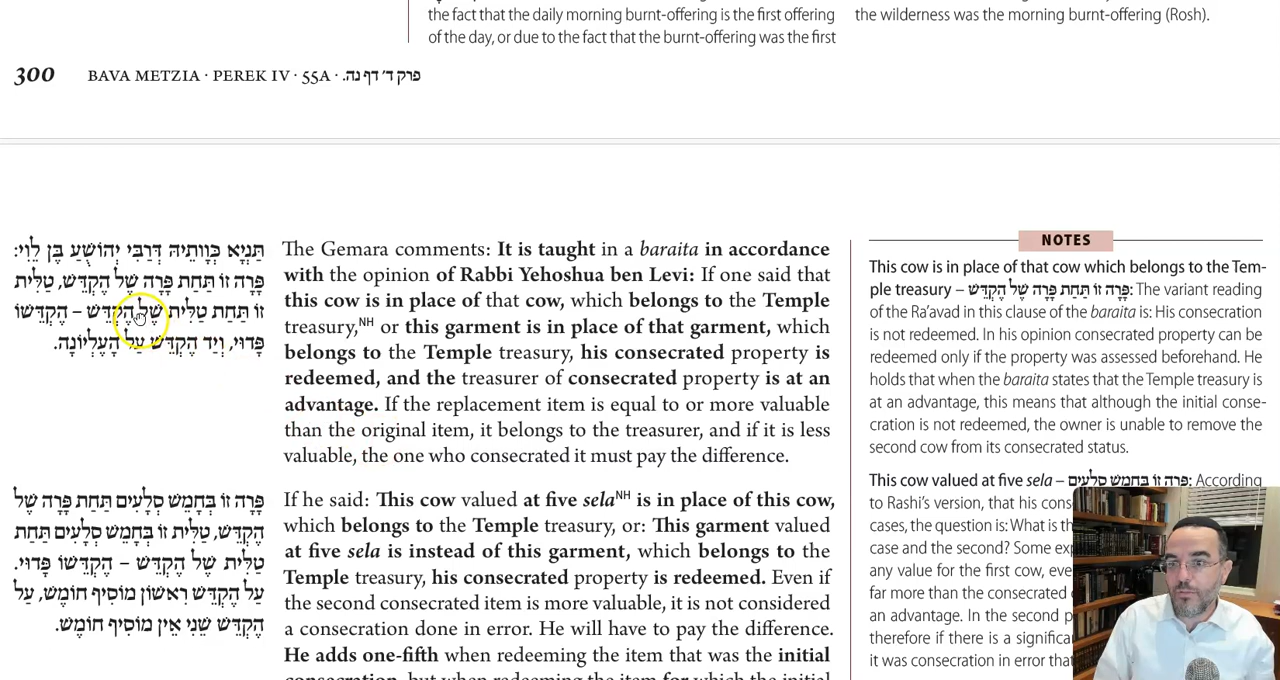 the fact that the daily morning burnt-offering is the first offering
of the day, or due to the fact that the burnt-offering was the first
the wilderness was the morning burnt-offering (Rosh).
300 BAVA METZIA · PEREK IV · 55A · פרק ד׳ דף נה.
תַּנְיָא כְּוָותֵיהּ דְּרַבִּי יְהוֹשֻׁעַ בֶּן לֵוִי:
פָּרָה זוֹ תַּחַת פָּרָה שֶׁל הֶקְדֵּשׁ, טַלִּית
זוֹ תַּחַת טַלִּית שֶׁל הֶקְדֵּשׁ – הֶקְדֵּשׁוֹ
פָּדוּי, וְיַד הֶקְדֵּשׁ עַל הָעֶלְיוֹנָה.
פָּרָה זוֹ בְּחָמֵשׁ סְלָעִים תַּחַת פָּרָה שֶׁל
הֶקְדֵּשׁ, טַלִּית זוֹ בְּחָמֵשׁ סְלָעִים תַּחַת
טַלִּית שֶׁל הֶקְדֵּשׁ – הֶקְדֵּשׁוֹ פָּדוּי.
עַל הֶקְדֵּשׁ רִאשׁוֹן מוֹסִיף חוֹמֶשׁ, עַל
הֶקְדֵּשׁ שֵׁנִי אֵין מוֹסִיף חוֹמֶשׁ.
The Gemara comments: It is taught in a baraita in accordance
with the opinion of Rabbi Yehoshua ben Levi: If one said that
this cow is in place of that cow, which belongs to the Temple
treasury,NH or this garment is in place of that garment, which
belongs to the Temple treasury, his consecrated property is
redeemed, and the treasurer of consecrated property is at an
advantage. If the replacement item is equal to or more valuable
than the original item, it belongs to the treasurer, and if it is less
valuable, the one who consecrated it must pay the difference.
If he said: This cow valued at five selaNH is in place of this cow,
which belongs to the Temple treasury, or: This garment valued
at five sela is instead of this garment, which belongs to the
Temple treasury, his consecrated property is redeemed. Even if
the second consecrated item is more valuable, it is not considered
a consecration done in error. He will have to pay the difference.
He adds one-fifth when redeeming the item that was the initial
consecration, but when redeeming the item for which the initial
NOTES
This cow is in place of that cow which belongs to the Tem-
ple treasury – פָּרָה זוֹ תַּחַת פָּרָה שֶׁל הֶקְדֵּשׁ: The variant reading
of the Ra'avad in this clause of the baraita is: His consecration
is not redeemed. In his opinion consecrated property can be
redeemed only if the property was assessed beforehand. He
holds that when the baraita states that the Temple treasury is
at an advantage, this means that although the initial conse-
cration is not redeemed, the owner is unable to remove the
second cow from its consecrated status.
This cow valued at five sela – פָּרָה זוֹ בְּחָמֵשׁ סְלָעִים: According
to Rashi's version, that his cons
cases, the question is: What is th
case and the second? Some exp
any value for the first cow, eve
far more than the consecrated
an advantage. In the second p
therefore if there is a significa
it was consecration in error that